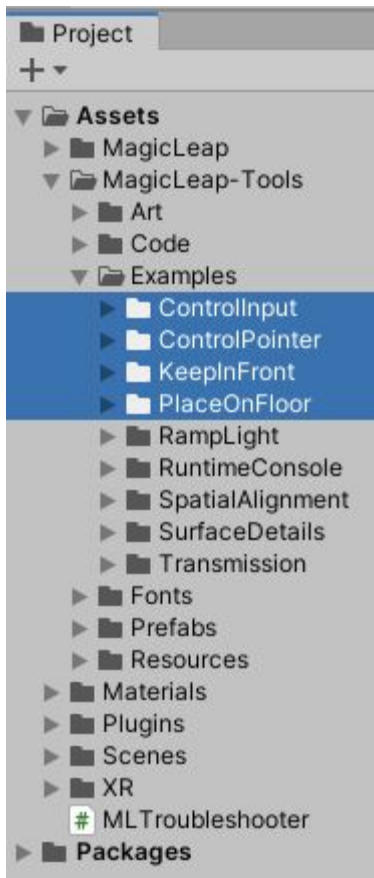 Project
Assets
MagicLeap
MagicLeap-Tools
Art
Code
Examples
ControlInput
ControlPointer
KeepInFront
PlaceOnFloor
RampLight
RuntimeConsole
SpatialAlignment
SurfaceDetails
Transmission
Fonts
Prefabs
Resources
Materials
Plugins
Scenes
XR
# MLTroubleshooter
Packages